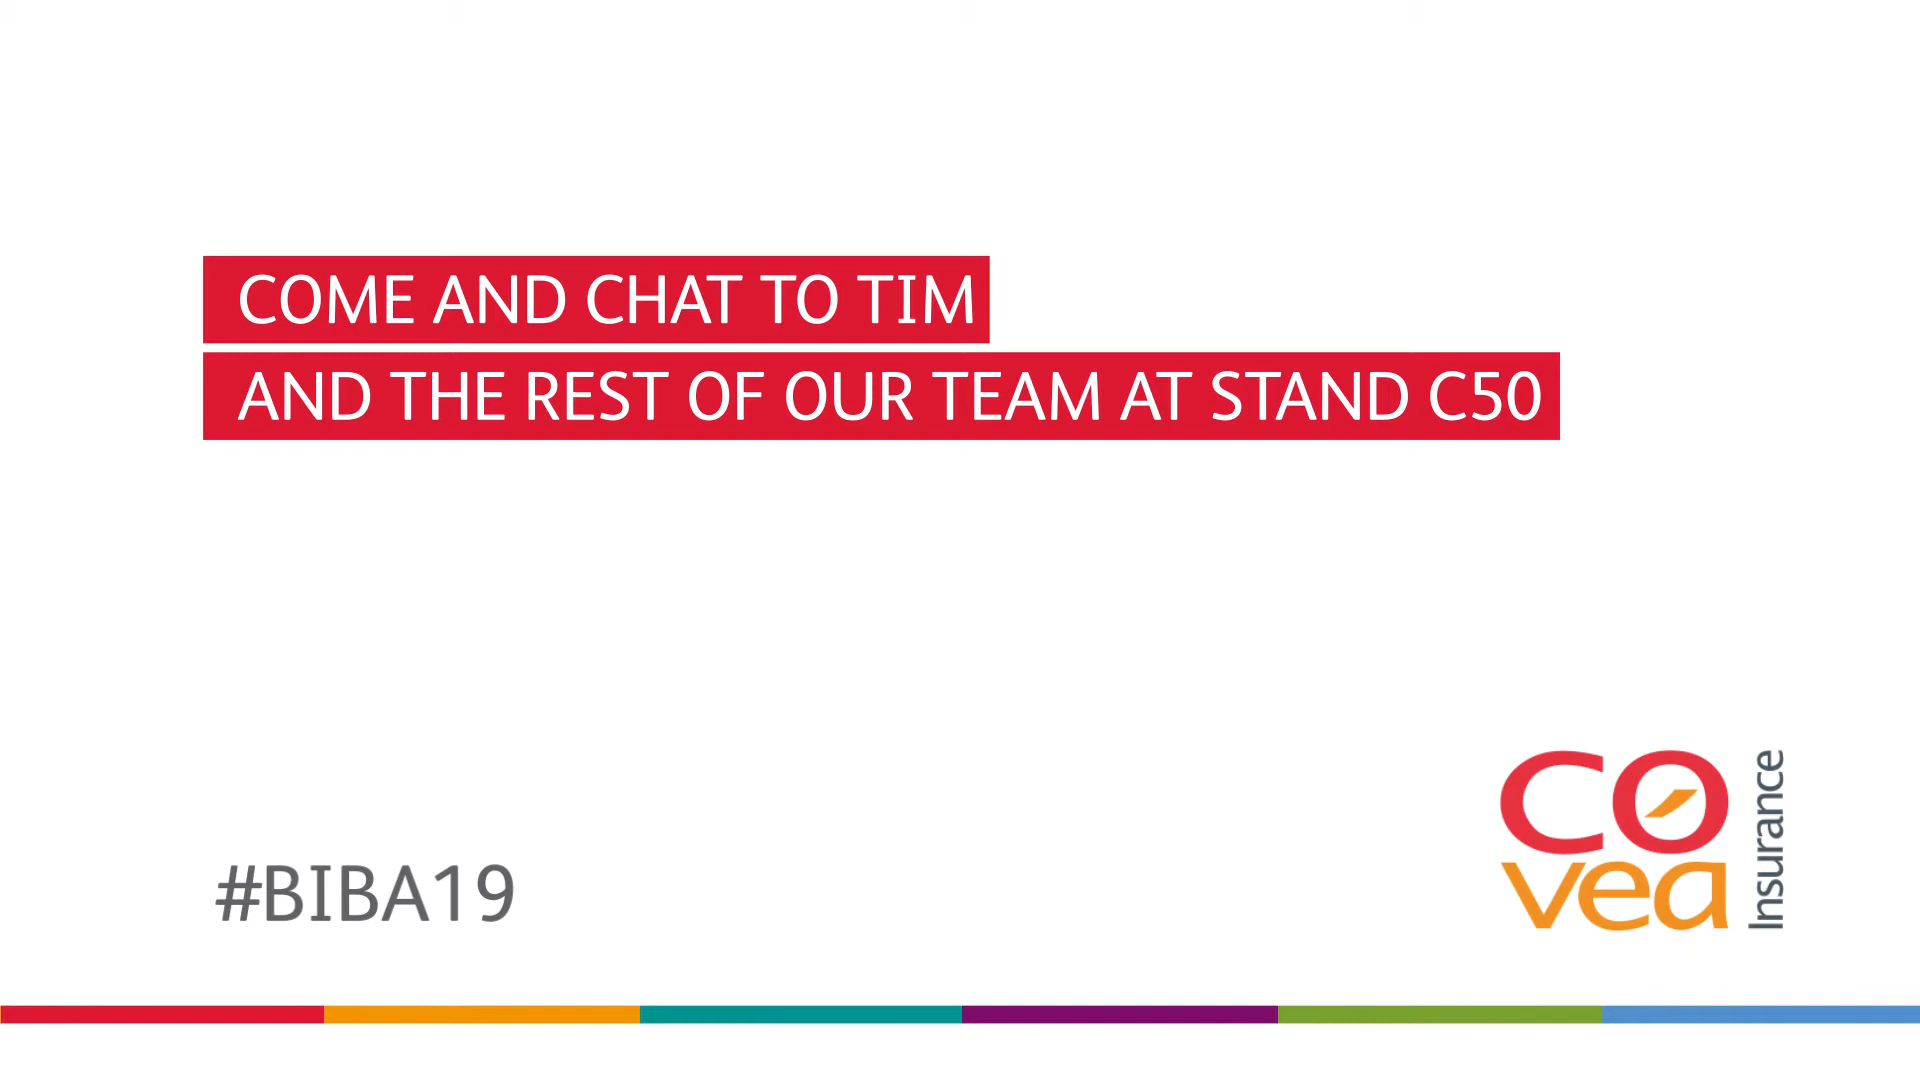 COME AND CHAT TO TIM
AND THE REST OF OUR TEAM AT STAND C50
#BIBA19
covea
Insurance